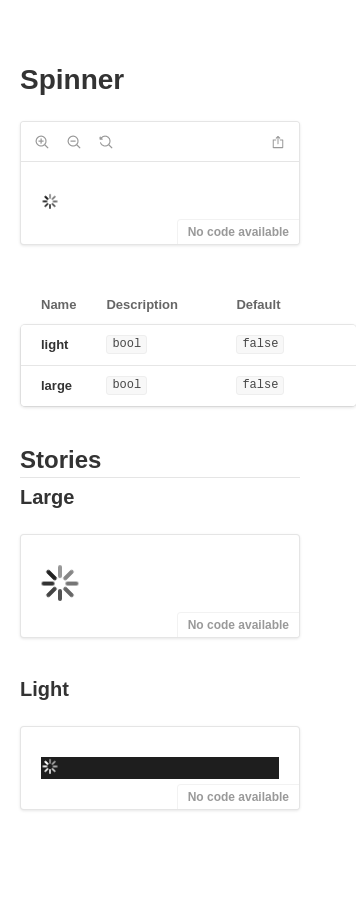 Spinner
No code available
Name Description Default
light bool false
large bool false
Stories
Large
No code available
Light
No code available